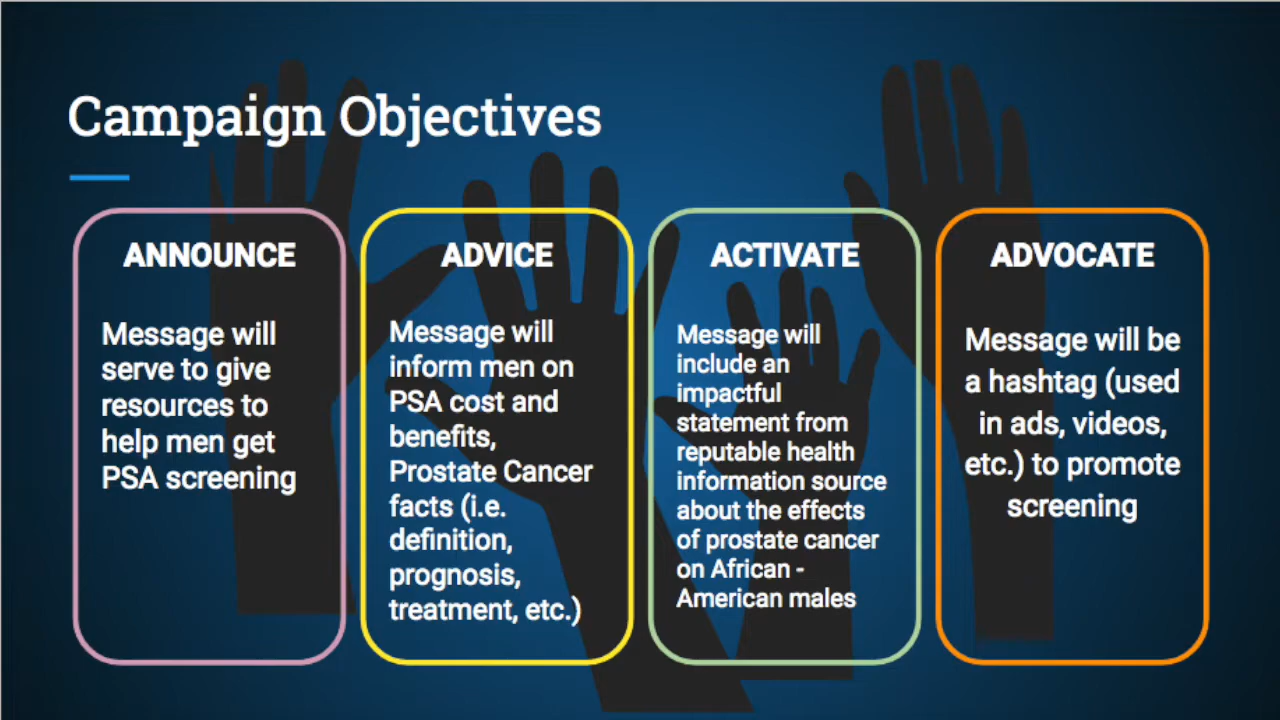 Campaign Objectives
ANNOUNCE
Message will
serve to give
resources to
help men get
PSA screening
ADVICE
Message will
inform men on
PSA cost and
benefits,
Prostate Cancer
facts (i.e.
definition,
prognosis,
treatment, etc.)
ACTIVATE
Message will
include an
impactful
statement from
reputable health
information source
about the effects
of prostate cancer
on African -
American males
ADVOCATE
Message will be
a hashtag (used
in ads, videos,
etc.) to promote
screening